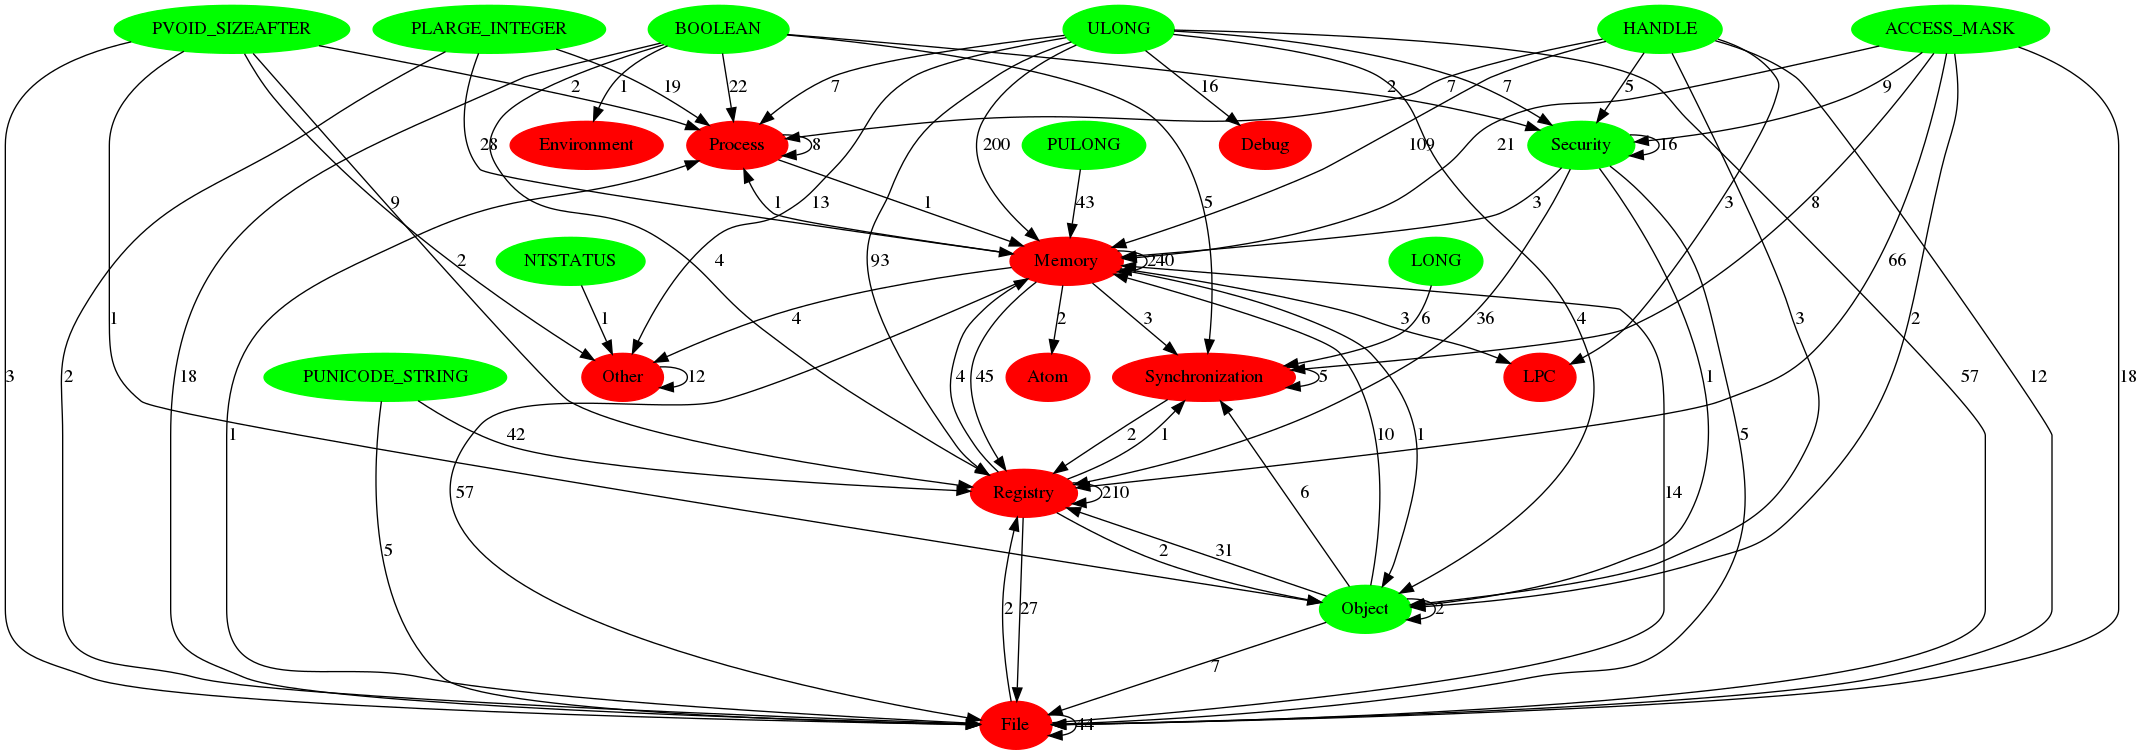 PVOID_SIZEAFTER PLARGE_INTEGER BOOLEAN ULONG HANDLE ACCESS_MASK
2 19 1 22 7 16 7 2 7 5 9
Environment Process 8 PULONG Debug Security 16
28 200 109 21
1 9 13 1 1 43 5 3 3 8
NTSTATUS Memory 240 LONG
2 4 93 66
1 1 4 2 3 3 6 36 4 1 3 2
PUNICODE_STRING Other 12 Atom Synchronization 5 LPC
3 2 18 4 45 57 12 18
1 42 2 1 10 1 5
57 Registry 210 6 14
5 2 31
2 27 Object 2
7
File 44